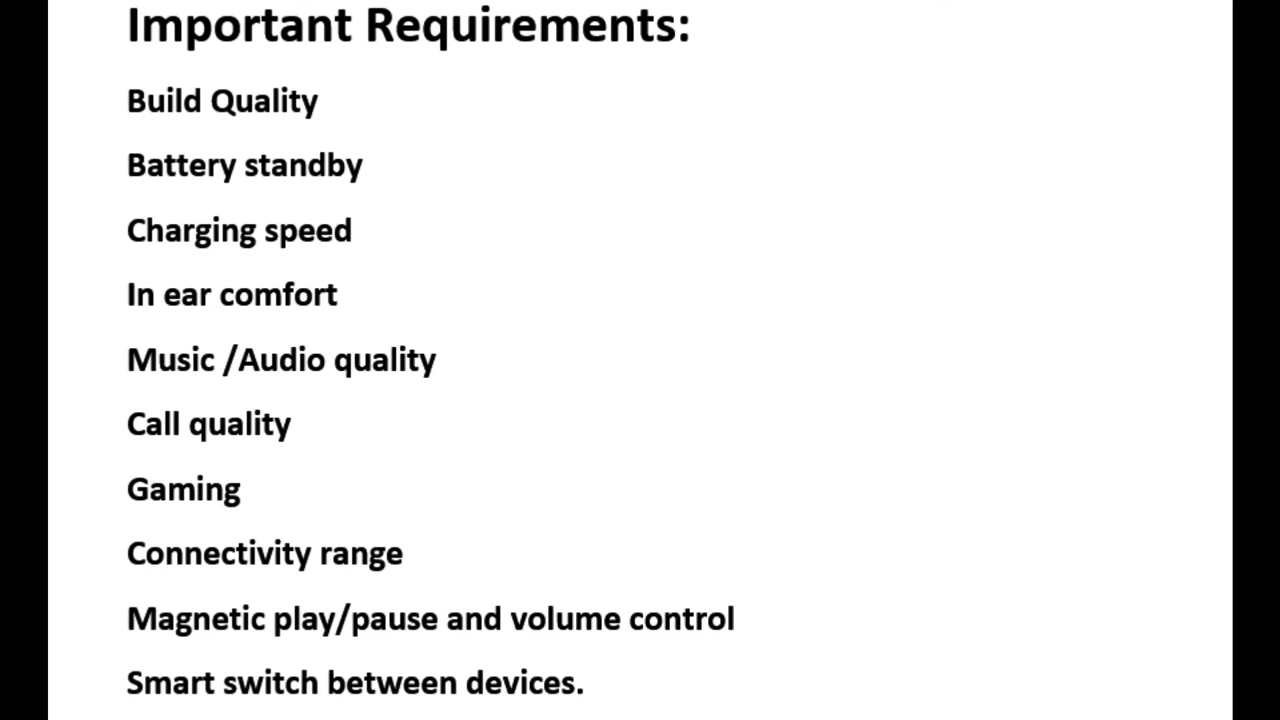 Important Requirements:
Build Quality
Battery standby
Charging speed
In ear comfort
Music /Audio quality
Call quality
Gaming
Connectivity range
Magnetic play/pause and volume control
Smart switch between devices.